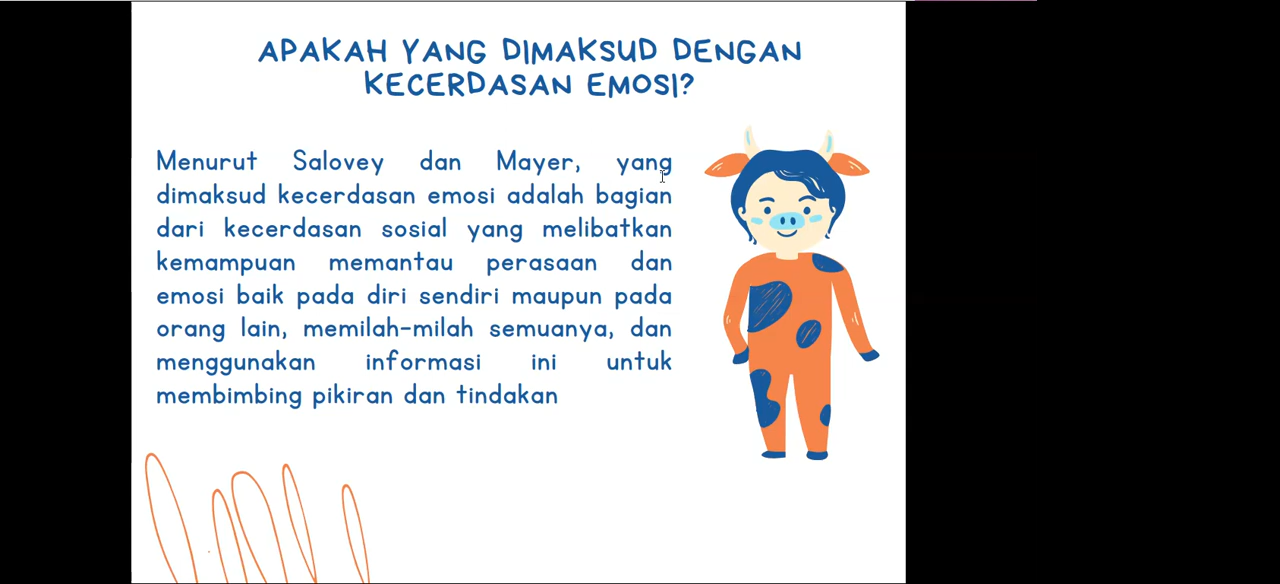 APAKAH YANG DIMAKSUD DENGAN
KECERDASAN EMOSI?
Menurut Salovey dan Mayer, yang
dimaksud kecerdasan emosi adalah bagian
dari kecerdasan sosial yang melibatkan
kemampuan memantau perasaan dan
emosi baik pada diri sendiri maupun pada
orang lain, memilah-milah semuanya, dan
menggunakan informasi ini untuk
membimbing pikiran dan tindakan